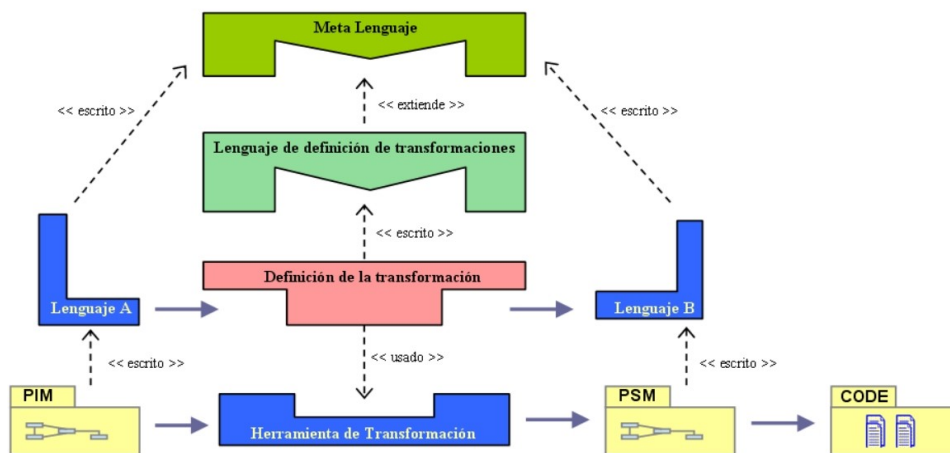 Meta Lenguaje
<< escrito >>
<< extiende >>
<< escrito >>
Lenguaje de definición de transformaciones
<< escrito >>
Definición de la transformación
Lenguaje A
Lenguaje B
<< escrito >>
<< usado >>
<< escrito >>
PIM
PSM
CODE
Herramienta de Transformación